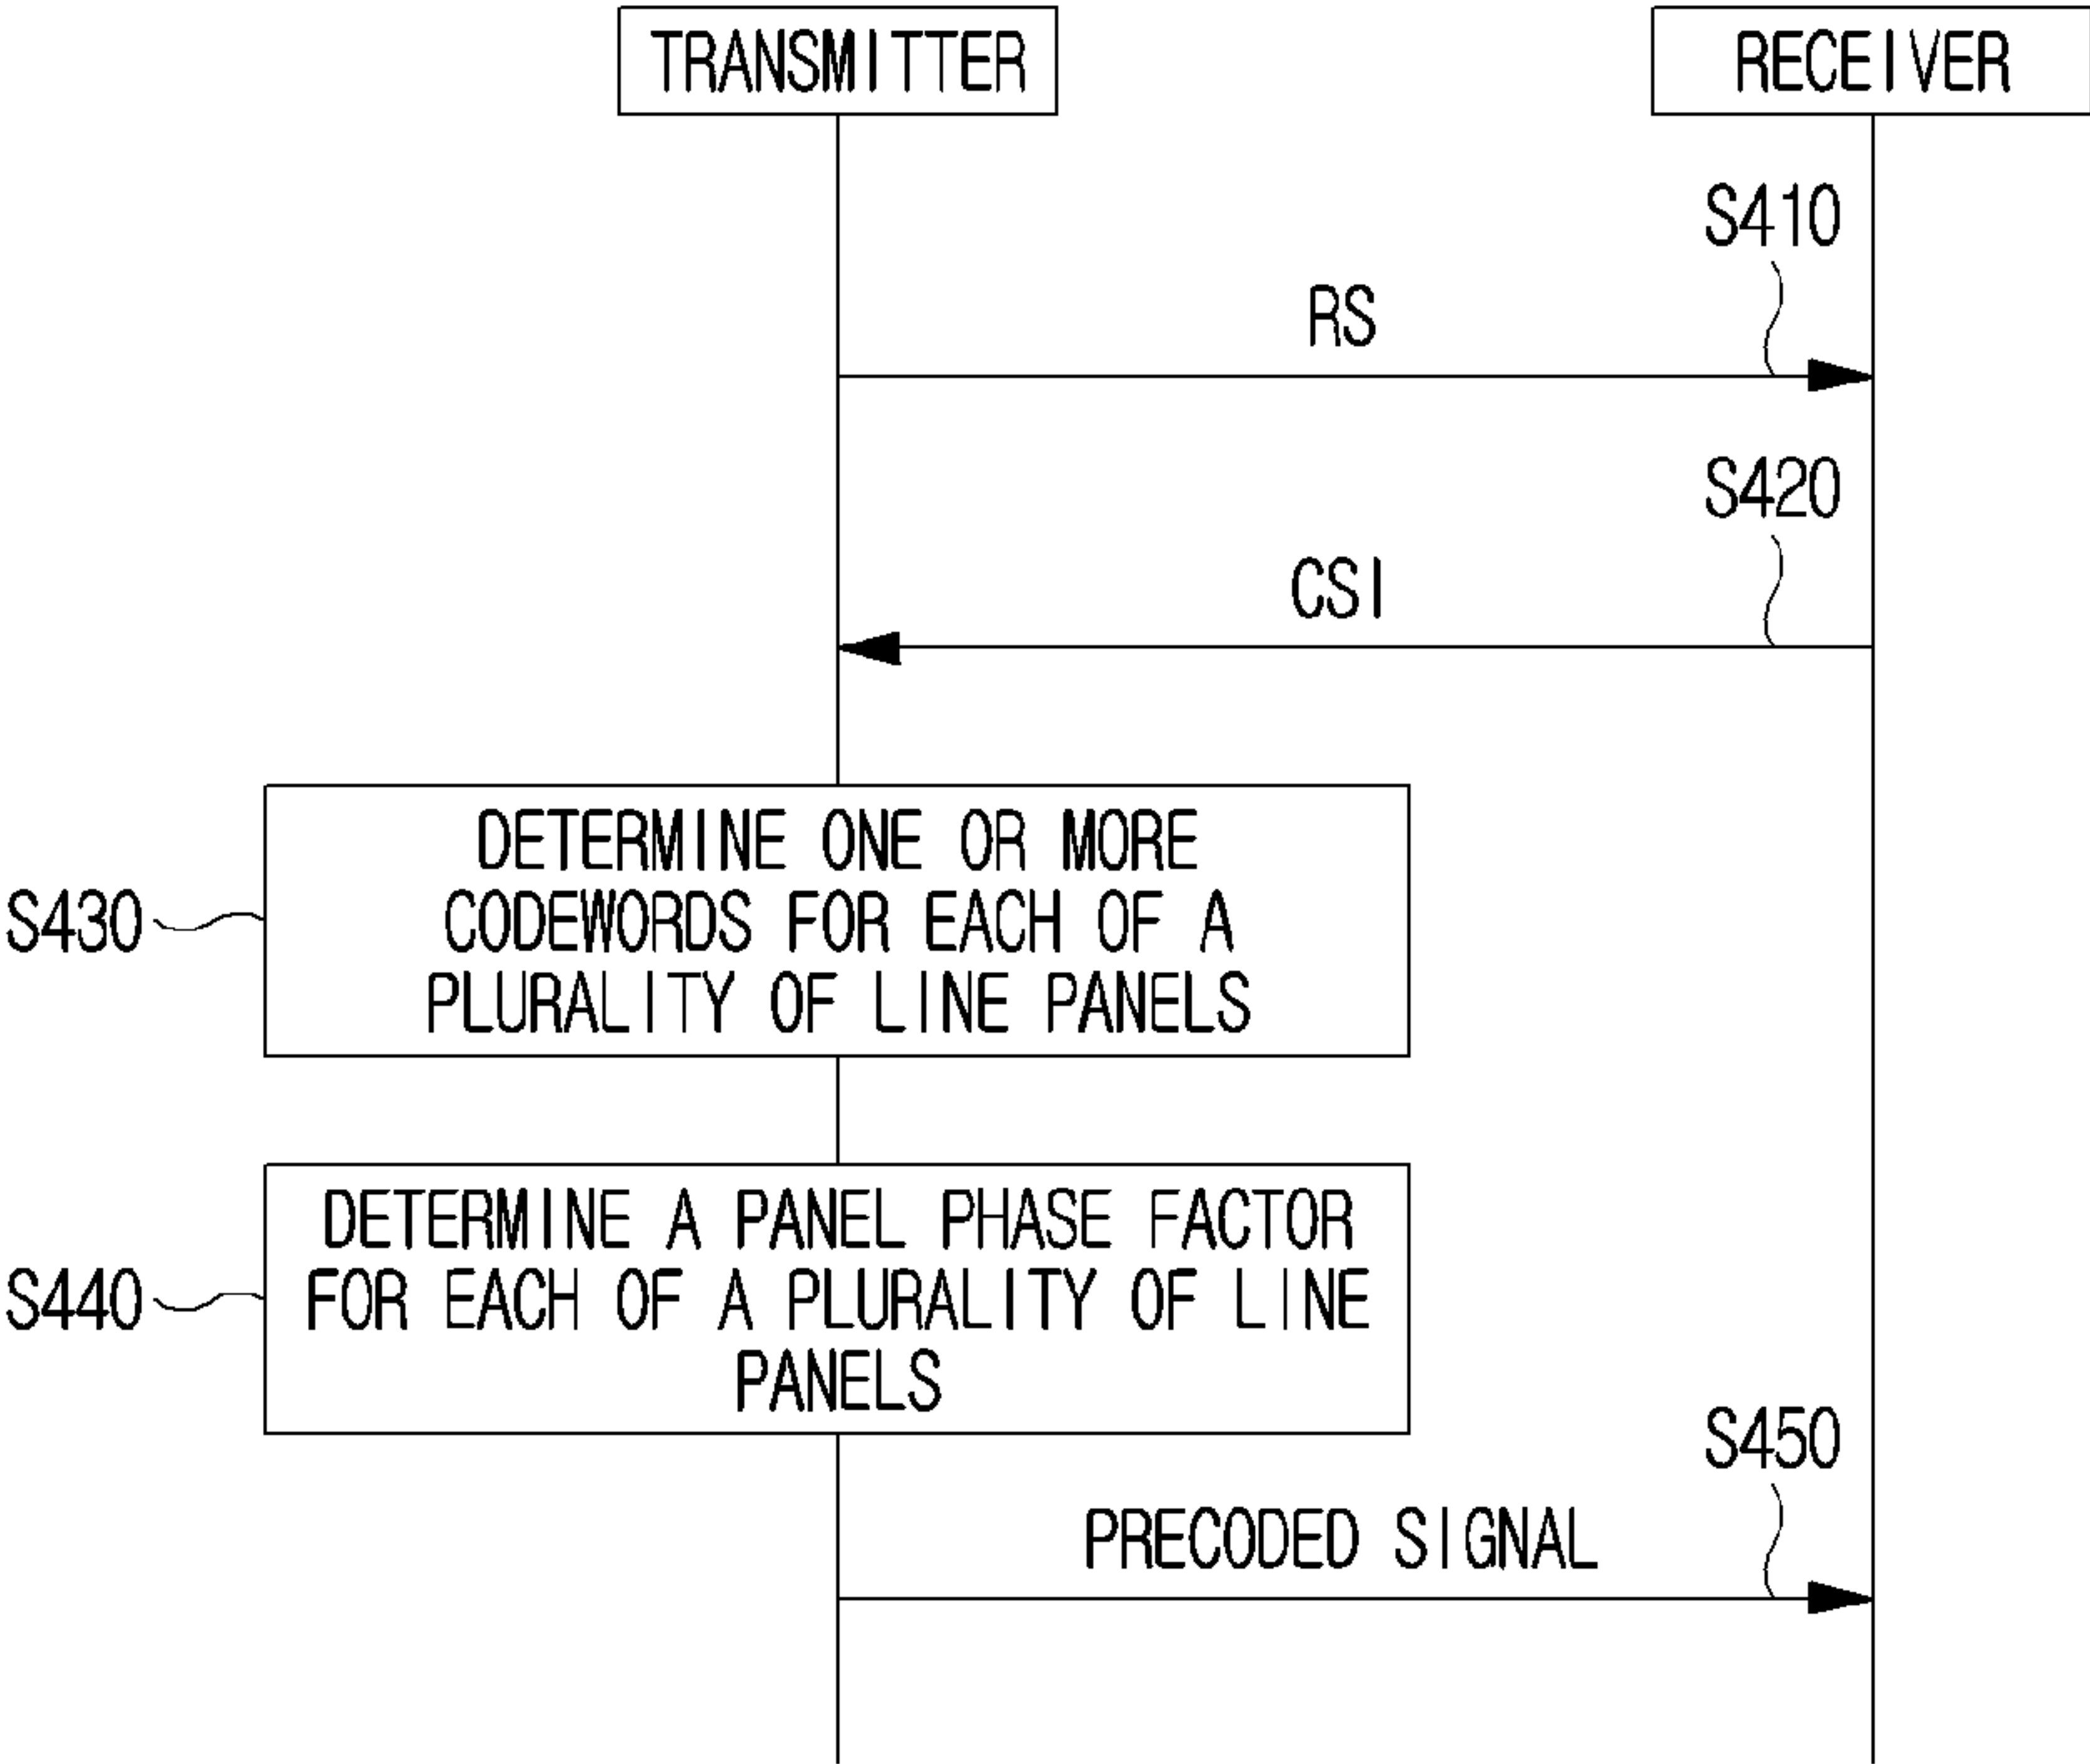 TRANSMITTER
RECEIVER
S410
RS
S420
CSI
S430
DETERMINE ONE OR MORE
CODEWORDS FOR EACH OF A
PLURALITY OF LINE PANELS
S440
DETERMINE A PANEL PHASE FACTOR
FOR EACH OF A PLURALITY OF LINE
PANELS
S450
PRECODED SIGNAL